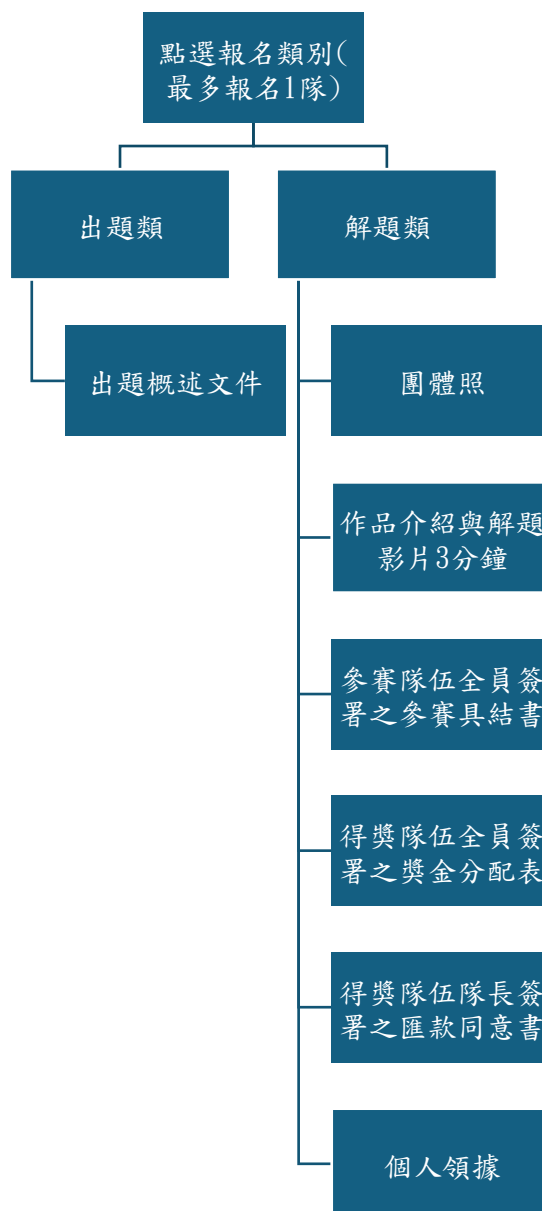 點選報名類別(
最多報名1隊)
出題類
解題類
出題概述文件
團體照
作品介紹與解題
影片3分鐘
參賽隊伍全員簽
署之參賽具結書
得獎隊伍全員簽
署之獎金分配表
得獎隊伍隊長簽
署之匯款同意書
個人領據